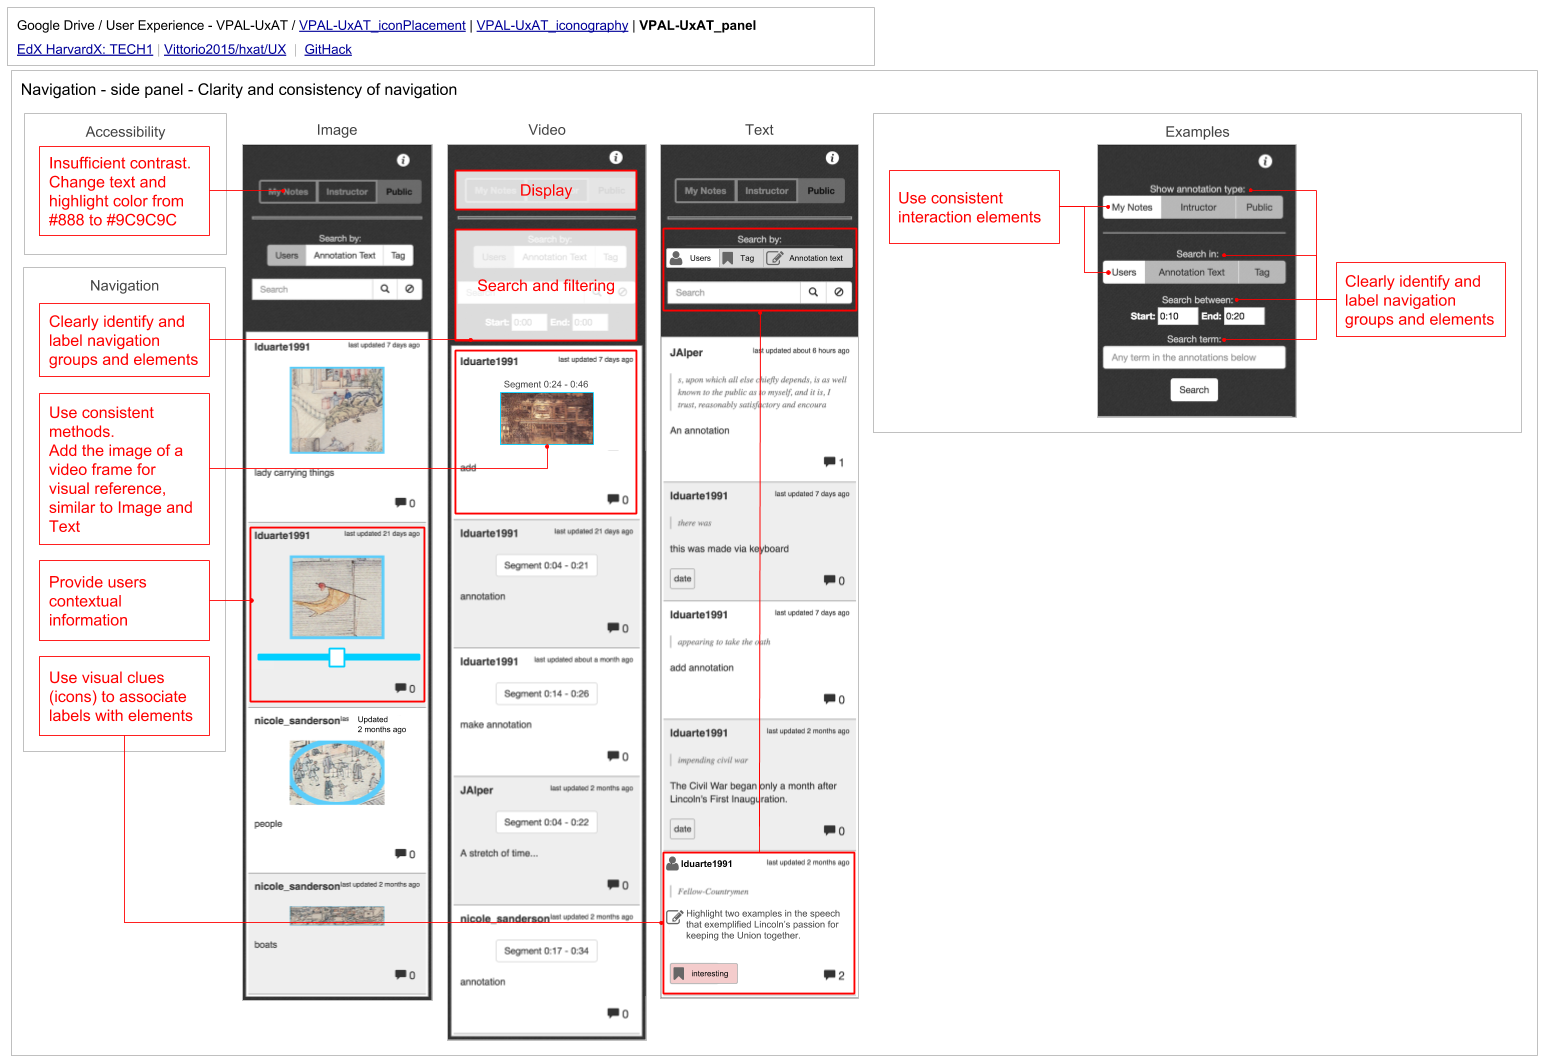 Google Drive / User Experience - VPAL-UxAT / VPAL-UxAT_iconPlacement | VPAL-UxAT_iconography | VPAL-UxAT_panel
EdX HarvardX: TECH1 | Vittorio2015/hxat/UX | GitHack
Navigation - side panel - Clarity and consistency of navigation
Accessibility
Insufficient contrast.
Change text and
highlight color from
#888 to #9C9C9C
Navigation
Clearly identify and
label navigation
groups and elements
Use consistent
methods.
Add the image of a
video frame for
visual reference,
similar to Image and
Text
Provide users
contextual
information
Use visual clues
(icons) to associate
labels with elements
Image
My Notes Instructor Public
Search by:
Users Annotation Text Tag
Search
lduarte1991 last updated 7 days ago
lady carrying things
0
lduarte1991 last updated 21 days ago
0
nicole_sanderson las Updated
2 months ago
people
0
nicole_sanderson last updated 2 months ago
boats
0
Video
My Notes Public
Display
Search by:
Users Annotation Text Tag
Search and filtering
Start: 0:00 End: 0:00
lduarte1991 last updated 7 days ago
Segment 0:24 - 0:46
add
0
lduarte1991 last updated 21 days ago
Segment 0:04 - 0:21
annotation
0
lduarte1991 last updated about a month ago
Segment 0:14 - 0:26
make annotation
0
JAlper last updated 2 months ago
Segment 0:04 - 0:22
A stretch of time...
0
nicole_sanderson last updated 2 months ago
Segment 0:17 - 0:34
annotation
0
Text
My Notes Instructor Public
Search by:
Users Tag Annotation text
Search
JAlper last updated about 6 hours ago
s, upon which all else chiefly depends, is as well
known to the public as to myself, and it is, I
trust, reasonably satisfactory and encoura
An annotation
1
lduarte1991 last updated 7 days ago
there was
this was made via keyboard
date
0
lduarte1991 last updated 7 days ago
appearing to take the oath
add annotation
0
lduarte1991 last updated 2 months ago
impending civil war
The Civil War began only a month after
Lincoln's First Inauguration.
date
0
lduarte1991 last updated 2 months ago
Fellow-Countrymen
Highlight two examples in the speech
that exemplified Lincoln's passion for
keeping the Union together.
interesting
2
Examples
Use consistent
interaction elements
Show annotation type:
My Notes Intructor Public
Search in:
Users Annotation Text Tag
Search between:
Start: 0:10 End: 0:20
Search term:
Any term in the annotations below
Search
Clearly identify and
label navigation
groups and elements